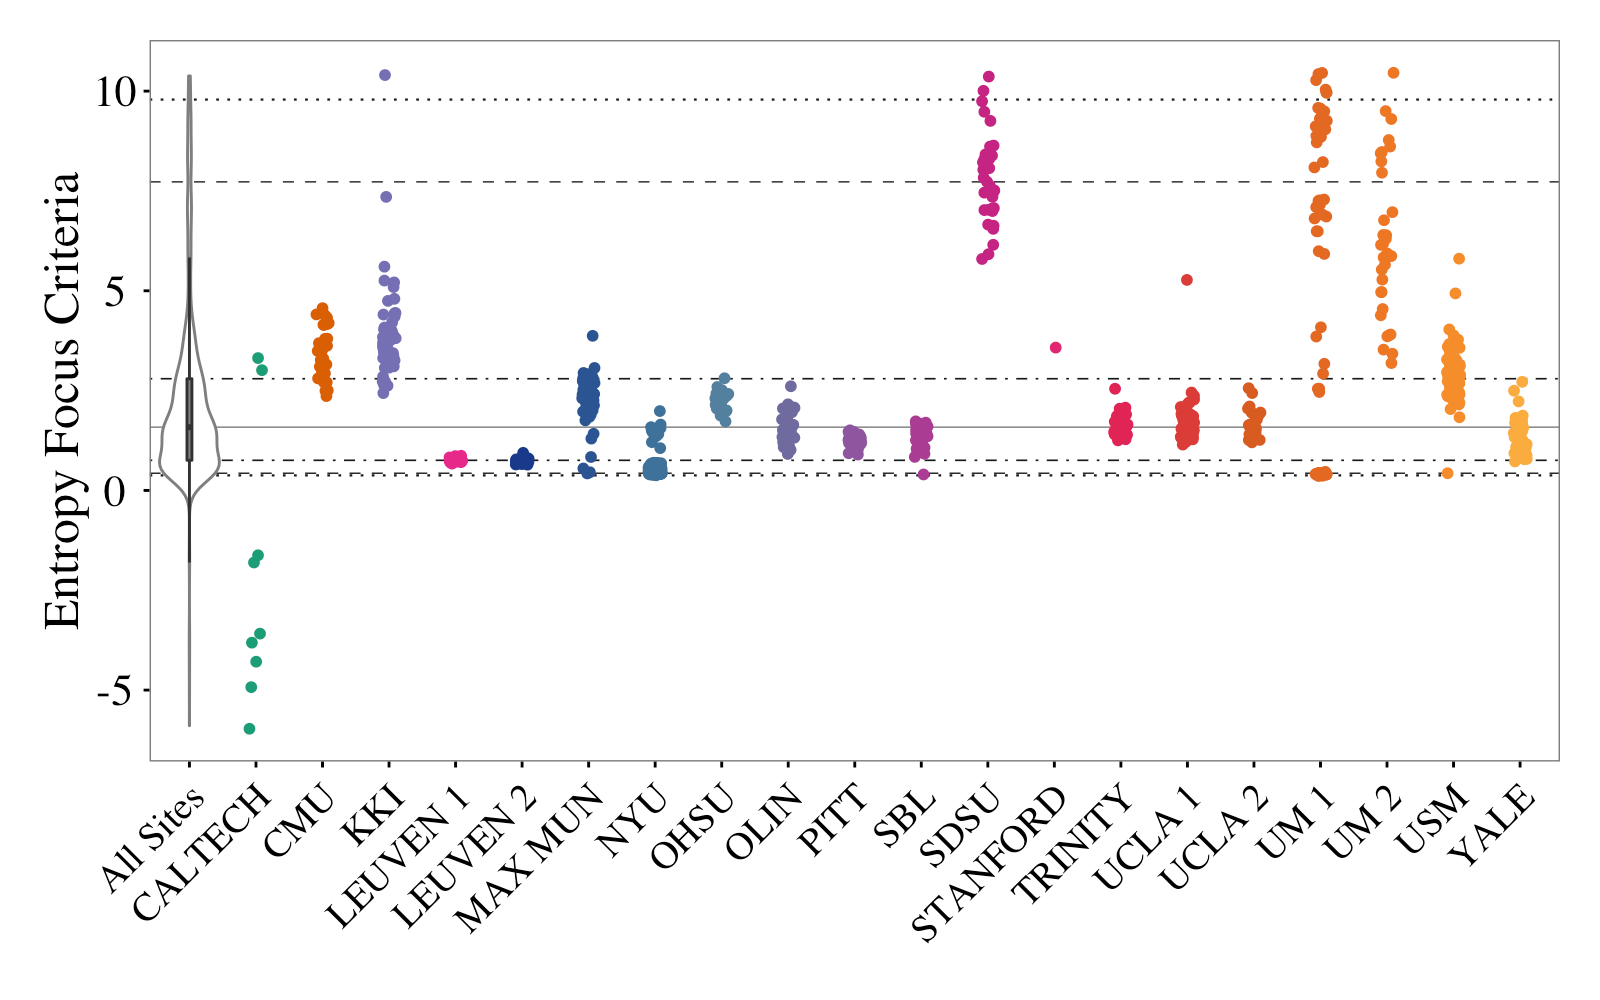 Entropy Focus Criteria
10
5
0
-5
All Sites
CALTECH
CMU
KKI
LEUVEN 1
LEUVEN 2
MAX MUN
NYU
OHSU
OLIN
PITT
SBL
SDSU
STANFORD
TRINITY
UCLA 1
UCLA 2
UM 1
UM 2
USM
YALE